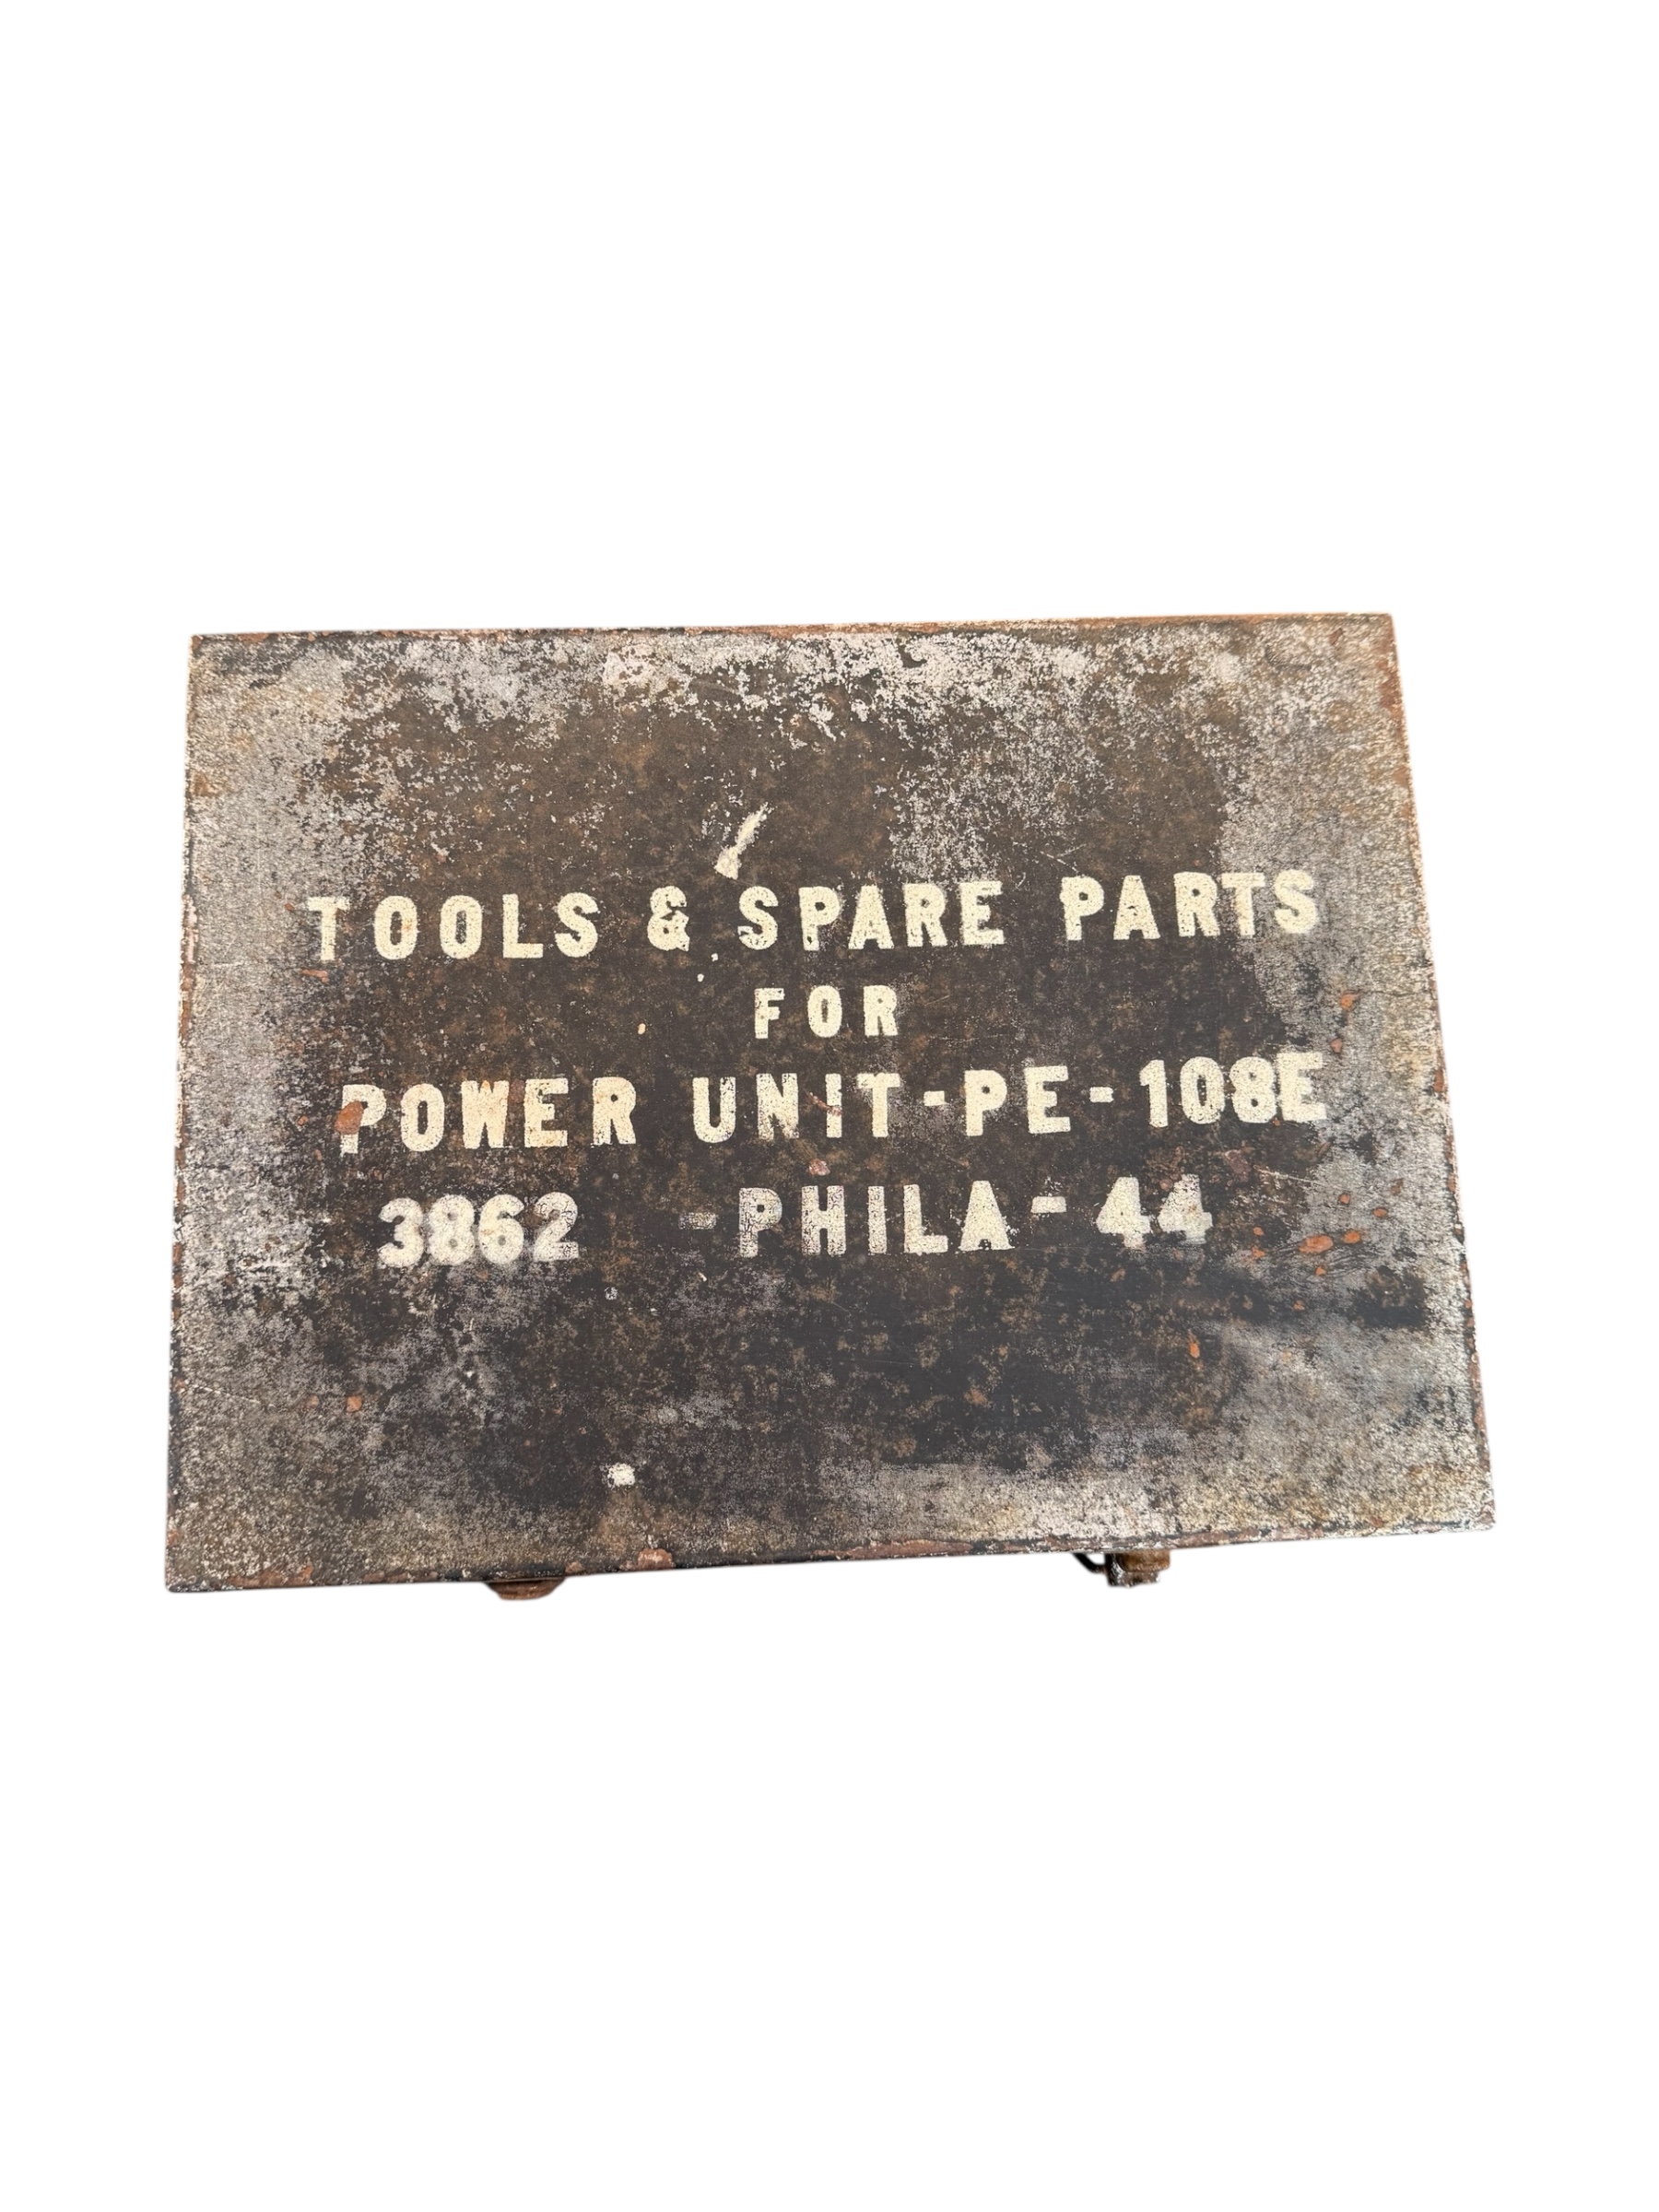 TOOLS & SPARE PARTS
FOR
POWER UNIT-PE-108E
3862 -PHILA-44